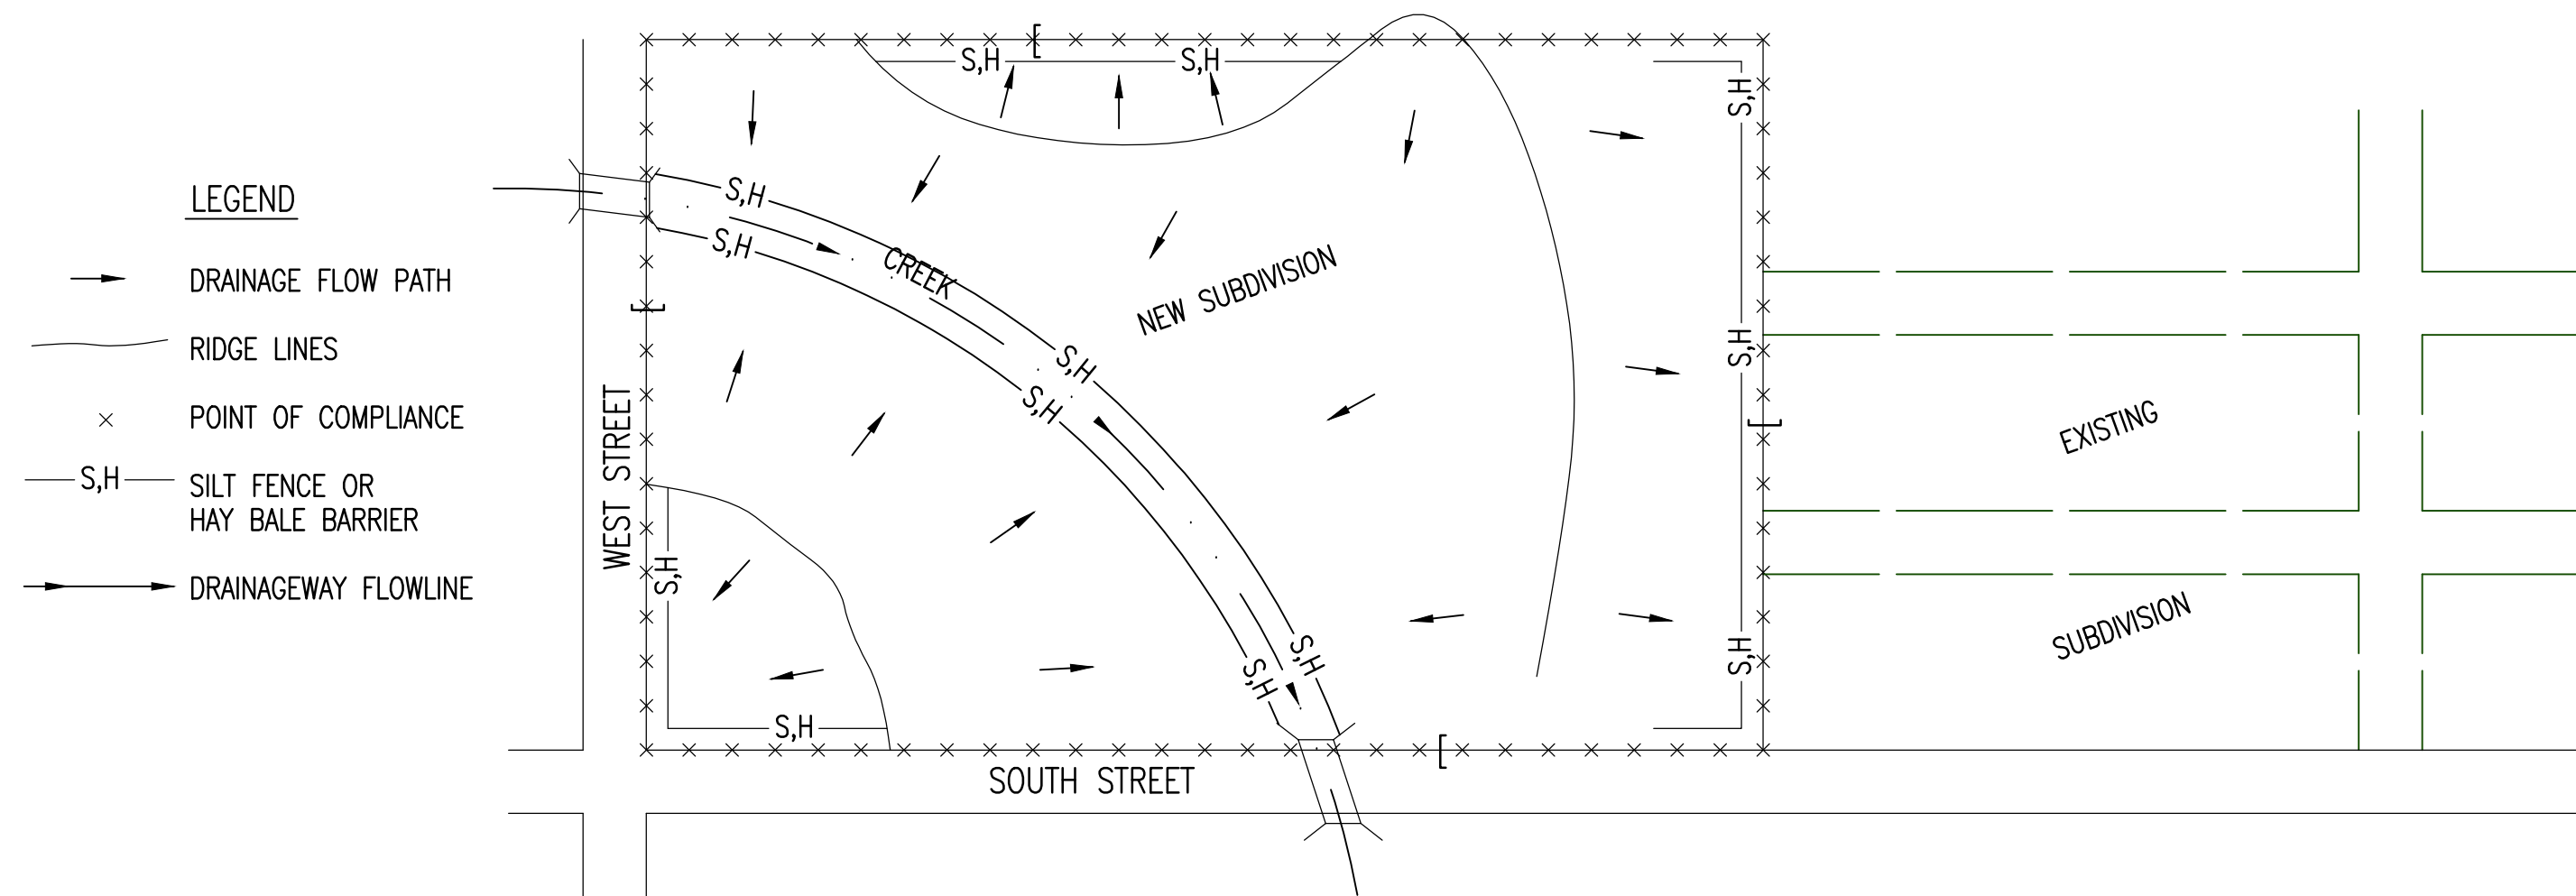 LEGEND
DRAINAGE FLOW PATH
RIDGE LINES
POINT OF COMPLIANCE
S,H
SILT FENCE OR
HAY BALE BARRIER
DRAINAGEWAY FLOWLINE
WEST STREET
S,H
S,H
S,H
S,H
S,H
CREEK
NEW SUBDIVISION
S,H
S,H
S,H
S,H
S,H
S,H
S,H
S,H
S,H
SOUTH STREET
EXISTING
SUBDIVISION